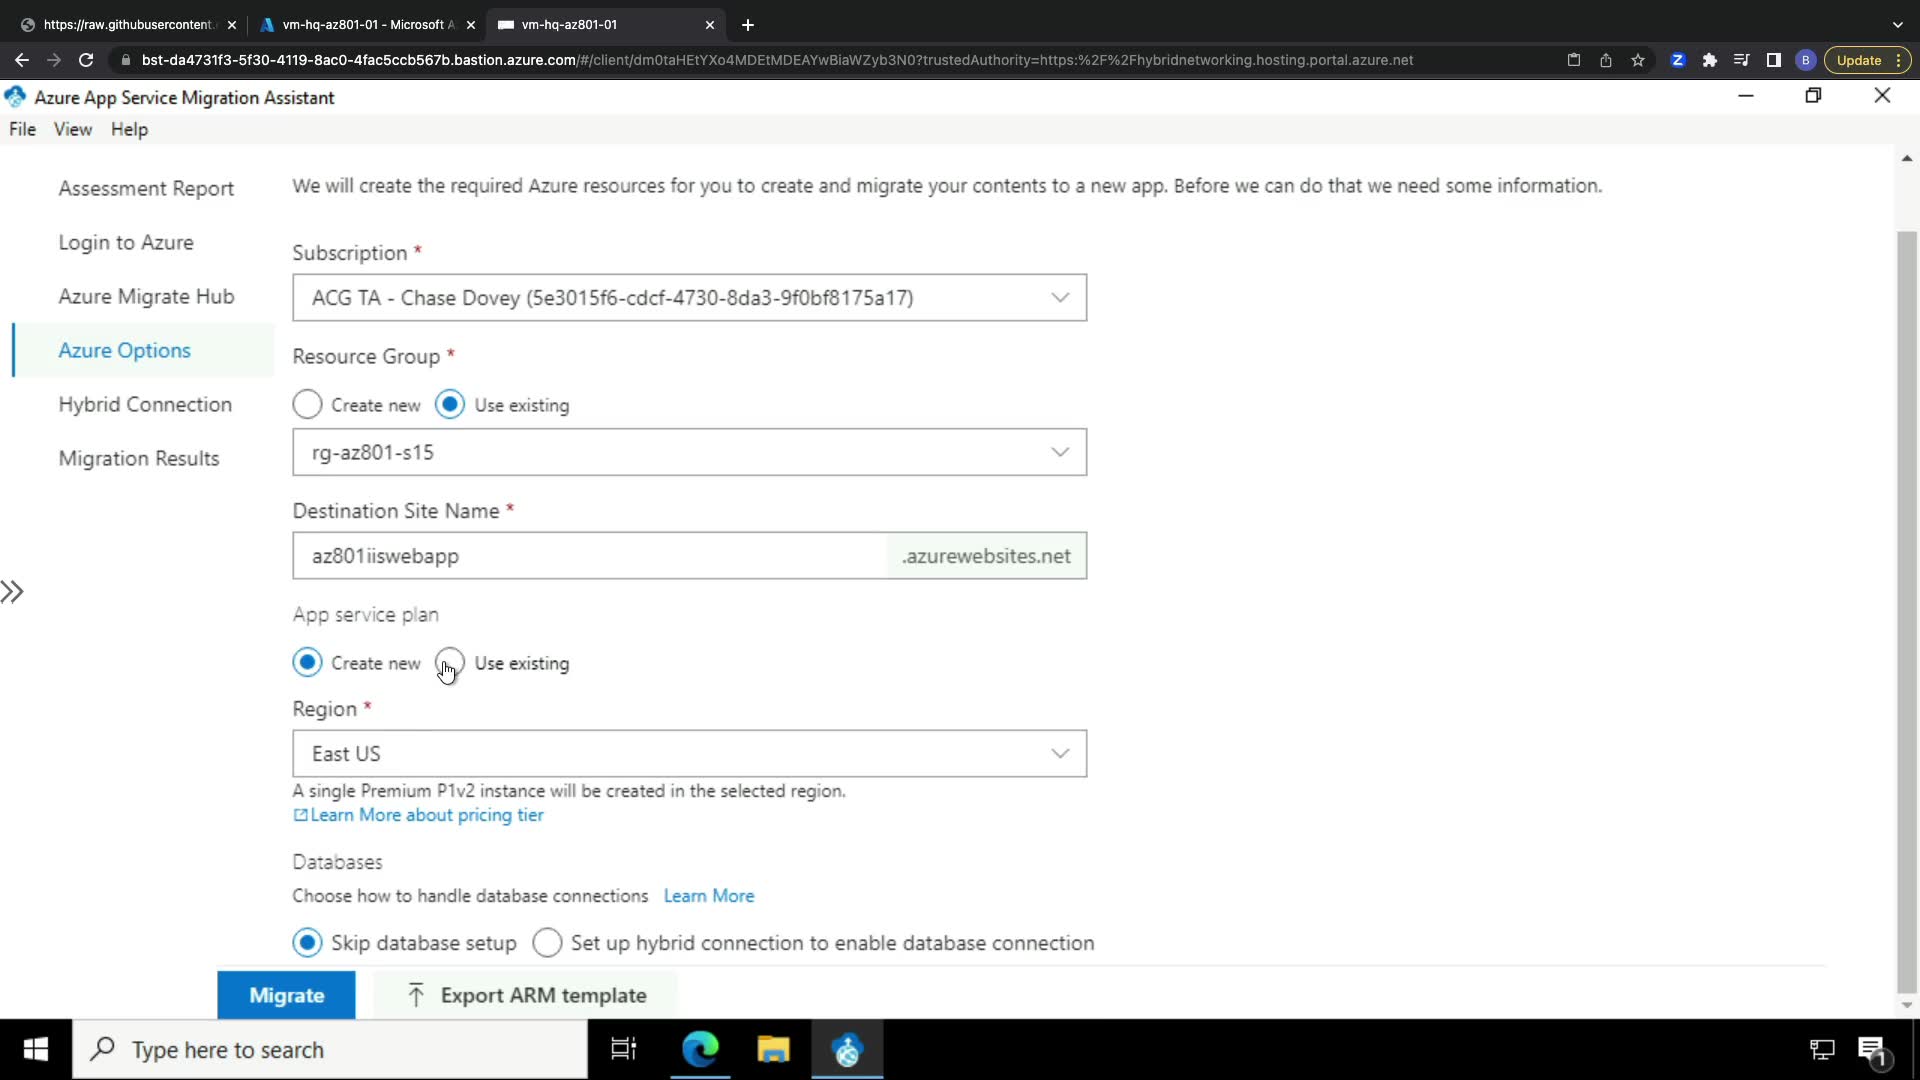 https://raw.githubusercontent.
vm-hq-az801-01 - Microsoft A
vm-hq-az801-01
bst-da4731f3-5f30-4119-8ac0-4fac5ccb567b.bastion.azure.com/#/client/dm0taHEtYXo4MDEtMDEAYwBiaWZyb3N0?trustedAuthority=https:%2F%2Fhybridnetworking.hosting.portal.azure.net
B
Update
Azure App Service Migration Assistant
File View Help
Assessment Report
Login to Azure
Azure Migrate Hub
Azure Options
Hybrid Connection
Migration Results
We will create the required Azure resources for you to create and migrate your contents to a new app. Before we can do that we need some information.
Subscription *
ACG TA - Chase Dovey (5e3015f6-cdcf-4730-8da3-9f0bf8175a17)
Resource Group *
Create new Use existing
rg-az801-s15
Destination Site Name *
az801iiswebapp .azurewebsites.net
App service plan
Create new Use existing
Region *
East US
A single Premium P1v2 instance will be created in the selected region.
Learn More about pricing tier
Databases
Choose how to handle database connections Learn More
Skip database setup Set up hybrid connection to enable database connection
Migrate Export ARM template
Type here to search
1